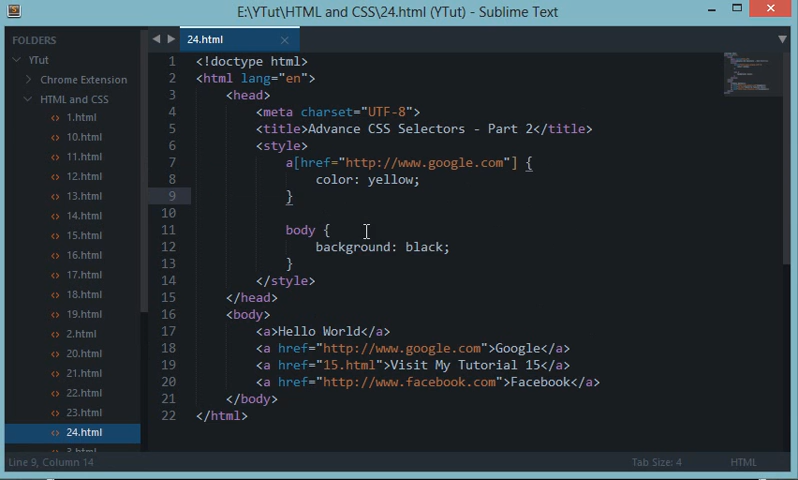 E:\YTut\HTML and CSS\24.html (YTut) - Sublime Text
FOLDERS
YTut
Chrome Extension
HTML and CSS
1.html
10.html
11.html
12.html
13.html
14.html
15.html
16.html
17.html
18.html
19.html
2.html
20.html
21.html
22.html
23.html
24.html
24.html
1 <!doctype html>
2 <html lang="en">
3 <head>
4 <meta charset="UTF-8">
5 <title>Advance CSS Selectors - Part 2</title>
6 <style>
7 a[href="http://www.google.com"] {
8 color: yellow;
9 }
10
11 body {
12 background: black;
13 }
14 </style>
15 </head>
16 <body>
17 <a>Hello World</a>
18 <a href="http://www.google.com">Google</a>
19 <a href="15.html">Visit My Tutorial 15</a>
20 <a href="http://www.facebook.com">Facebook</a>
21 </body>
22 </html>
Line 9, Column 14
Tab Size: 4
HTML